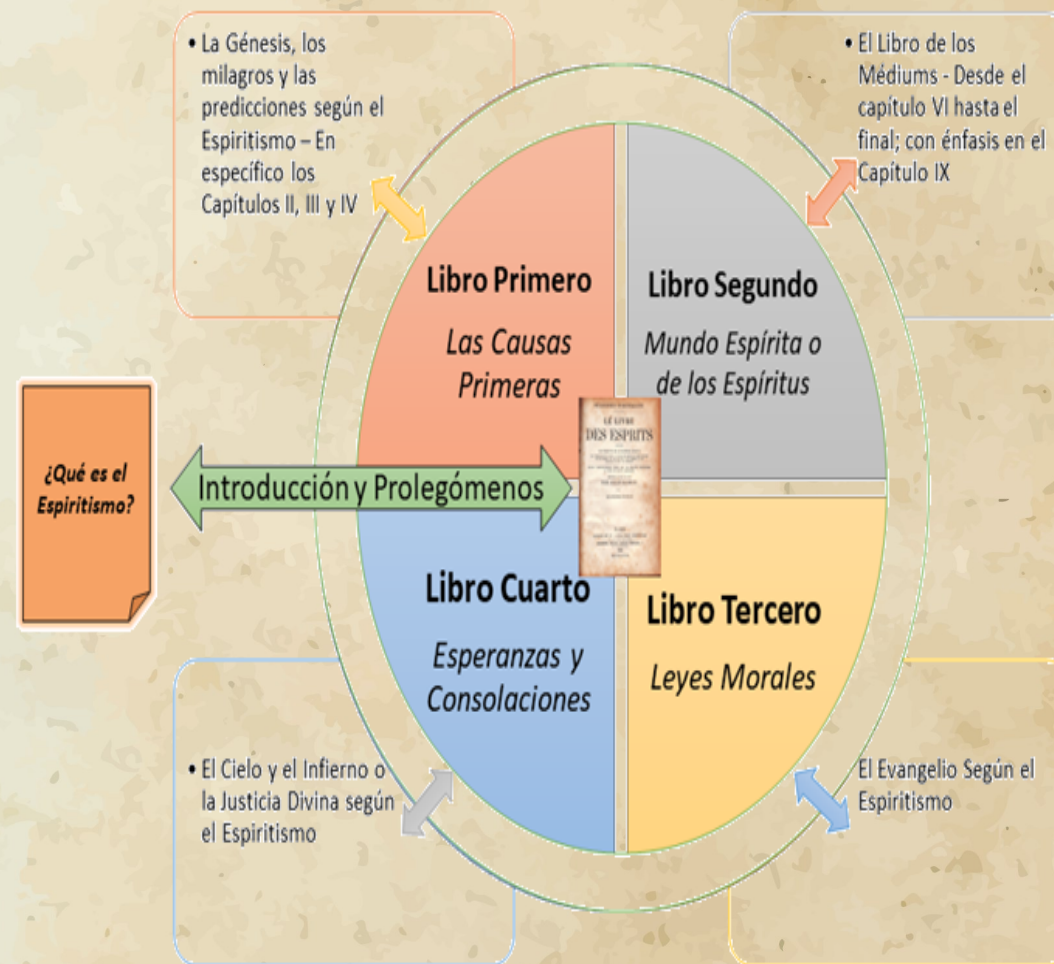 • La Génesis, los
milagros y las
predicciones según el
Espiritismo – En
específico los
Capítulos II, III y IV
• El Libro de los
Médiums - Desde el
capítulo VI hasta el
final; con énfasis en el
Capítulo IX
Libro Primero
Las Causas
Primeras
Libro Segundo
Mundo Espírita o
de los Espíritus
LE LIVRE
DES ESPRITS
¿Qué es el
Espiritismo?
Introducción y Prolegómenos
Libro Cuarto
Esperanzas y
Consolaciones
Libro Tercero
Leyes Morales
• El Cielo y el Infierno o
la Justicia Divina según
el Espiritismo
El Evangelio Según el
Espiritismo